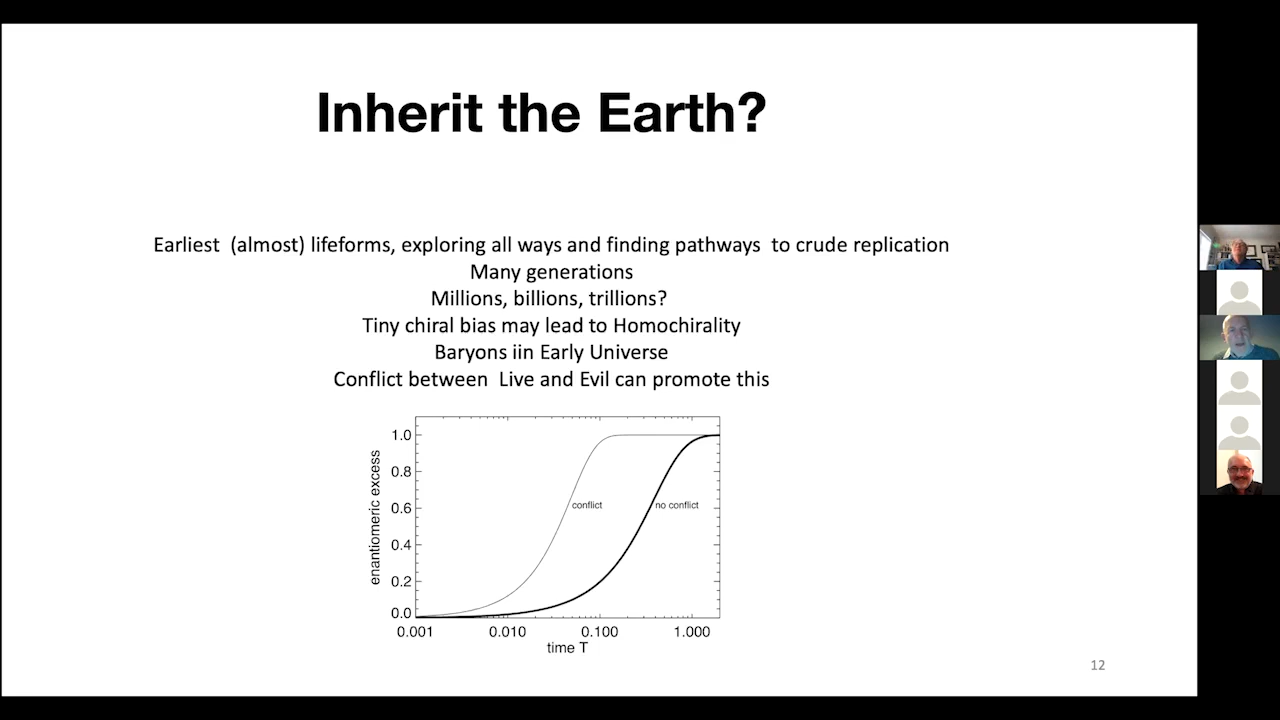 Inherit the Earth?
Earliest (almost) lifeforms, exploring all ways and finding pathways to crude replication
Many generations
Millions, billions, trillions?
Tiny chiral bias may lead to Homochirality
Baryons iin Early Universe
Conflict between Live and Evil can promote this
enantiomeric excess
1.0
0.8
0.6
0.4
0.2
0.0
conflict
no conflict
0.001 0.010 0.100 1.000
time T
12